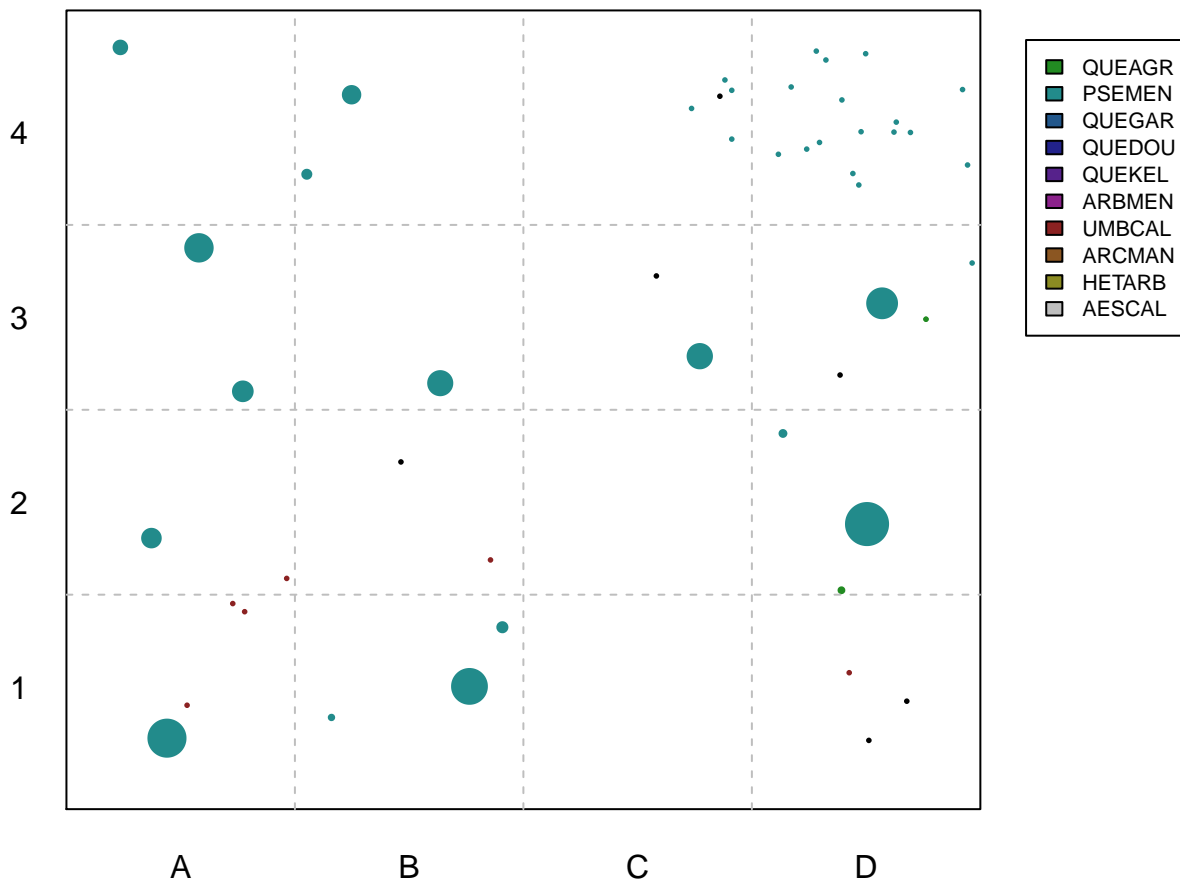 QUEAGR
PSEMEN
QUEGAR
QUEDOU
QUEKEL
ARBMEN
UMBCAL
ARCMAN
HETARB
AESCAL
4
3
2
1
A B C D